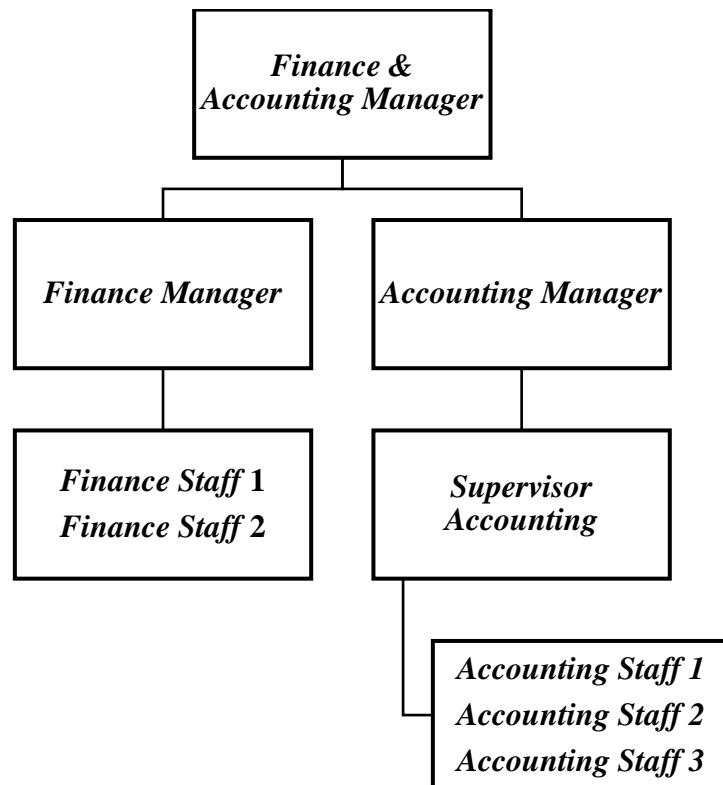 Finance &
Accounting Manager
Finance Manager
Accounting Manager
Finance Staff 1
Finance Staff 2
Supervisor
Accounting
Accounting Staff 1
Accounting Staff 2
Accounting Staff 3